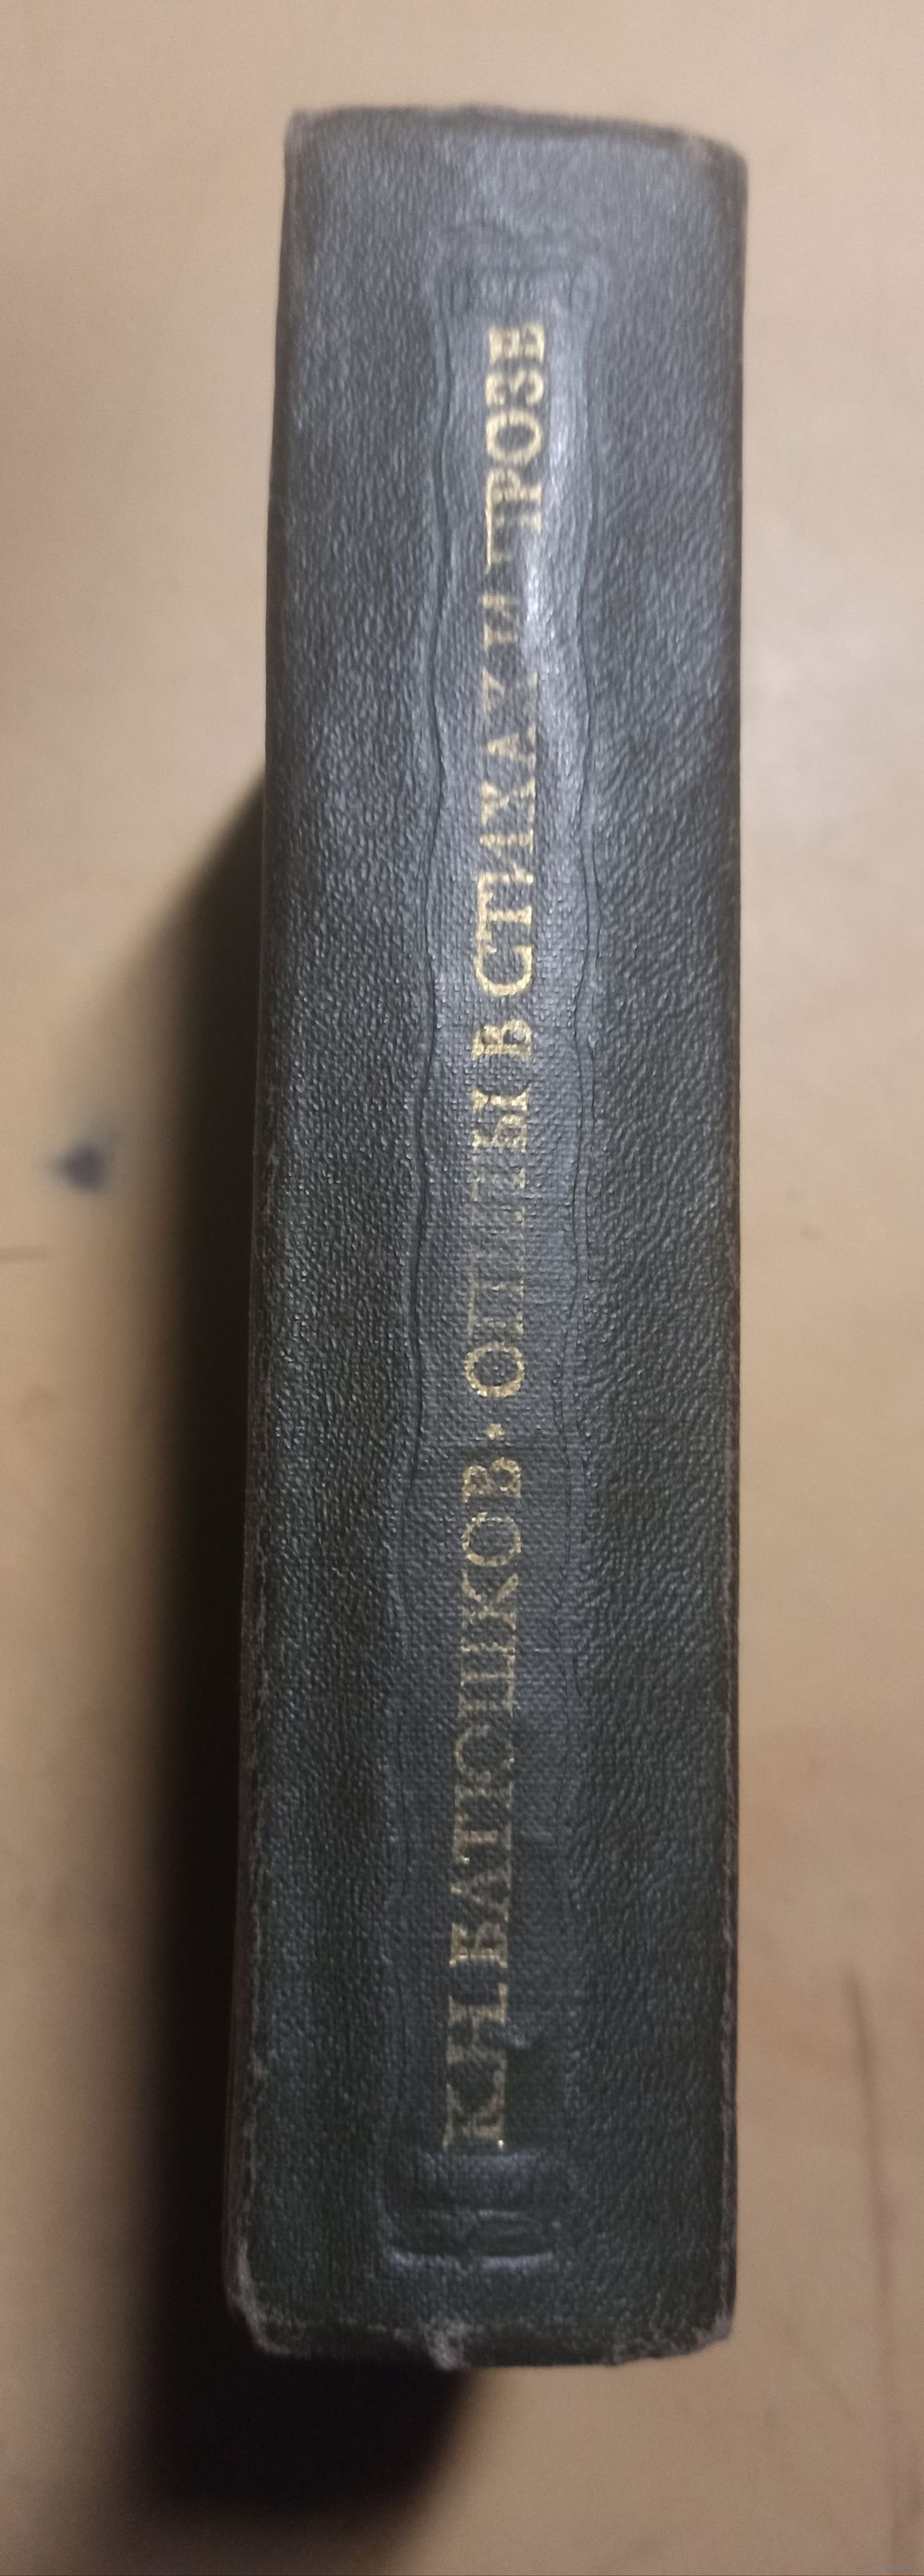 К.Н. БАТЮШКОВ · ОПЫТЫ В СТИХАХ И ПРОЗЕ